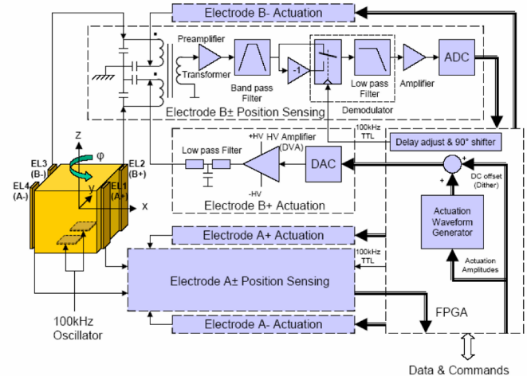 Electrode B- Actuation
Preamplifier
Transformer
Band pass
Filter
-1
Low pass
Filter
Demodulator
Amplifier
ADC
Electrode B± Position Sensing
100kHz
TTL
Delay adjust & 90° shifter
Low pass Filter
+HV
HV Amplifier
(DVA)
-HV
DAC
Electrode B+ Actuation
+
+
DC offset
(Dither)
Actuation
Waveform
Generator
Actuation
Amplitudes
Z
φ
EL3
(B-)
EL2
(B+)
EL4
(A-)
EL1
(A+)
y
x
Electrode A+ Actuation
100kHz
TTL
Electrode A± Position Sensing
FPGA
Electrode A- Actuation
100kHz
Oscillator
Data & Commands